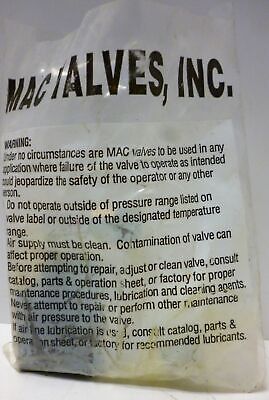 MAC VALVES, INC.
WARNING:
Under no circumstances are MAC valves to be used in any
application where failure of the valve to operate as intended
could jeopardize the safety of the operator or any other
person.
Do not operate outside of pressure range listed on
valve label or outside of the designated temperature
range.
Air supply must be clean. Contamination of valve can
affect proper operation.
Before attempting to repair, adjust or clean valve, consult
catalog, parts & operation sheet, or factory for proper
maintenance procedures, lubrication and cleaning agents.
Never attempt to repair or perform other maintenance
with air pressure to the valve.
If air line lubrication is used, consult catalog, parts &
operation sheet, or factory for recommended lubricants.